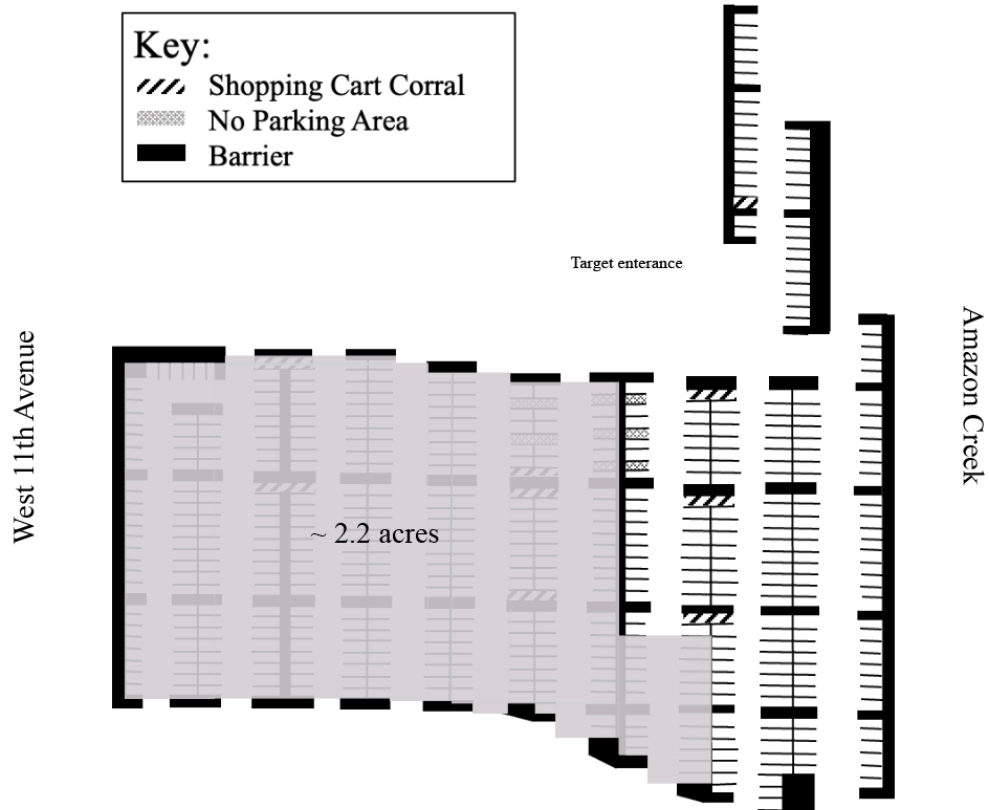 Key:
Shopping Cart Corral
No Parking Area
Barrier
Target enterance
West 11th Avenue
Amazon Creek
~ 2.2 acres